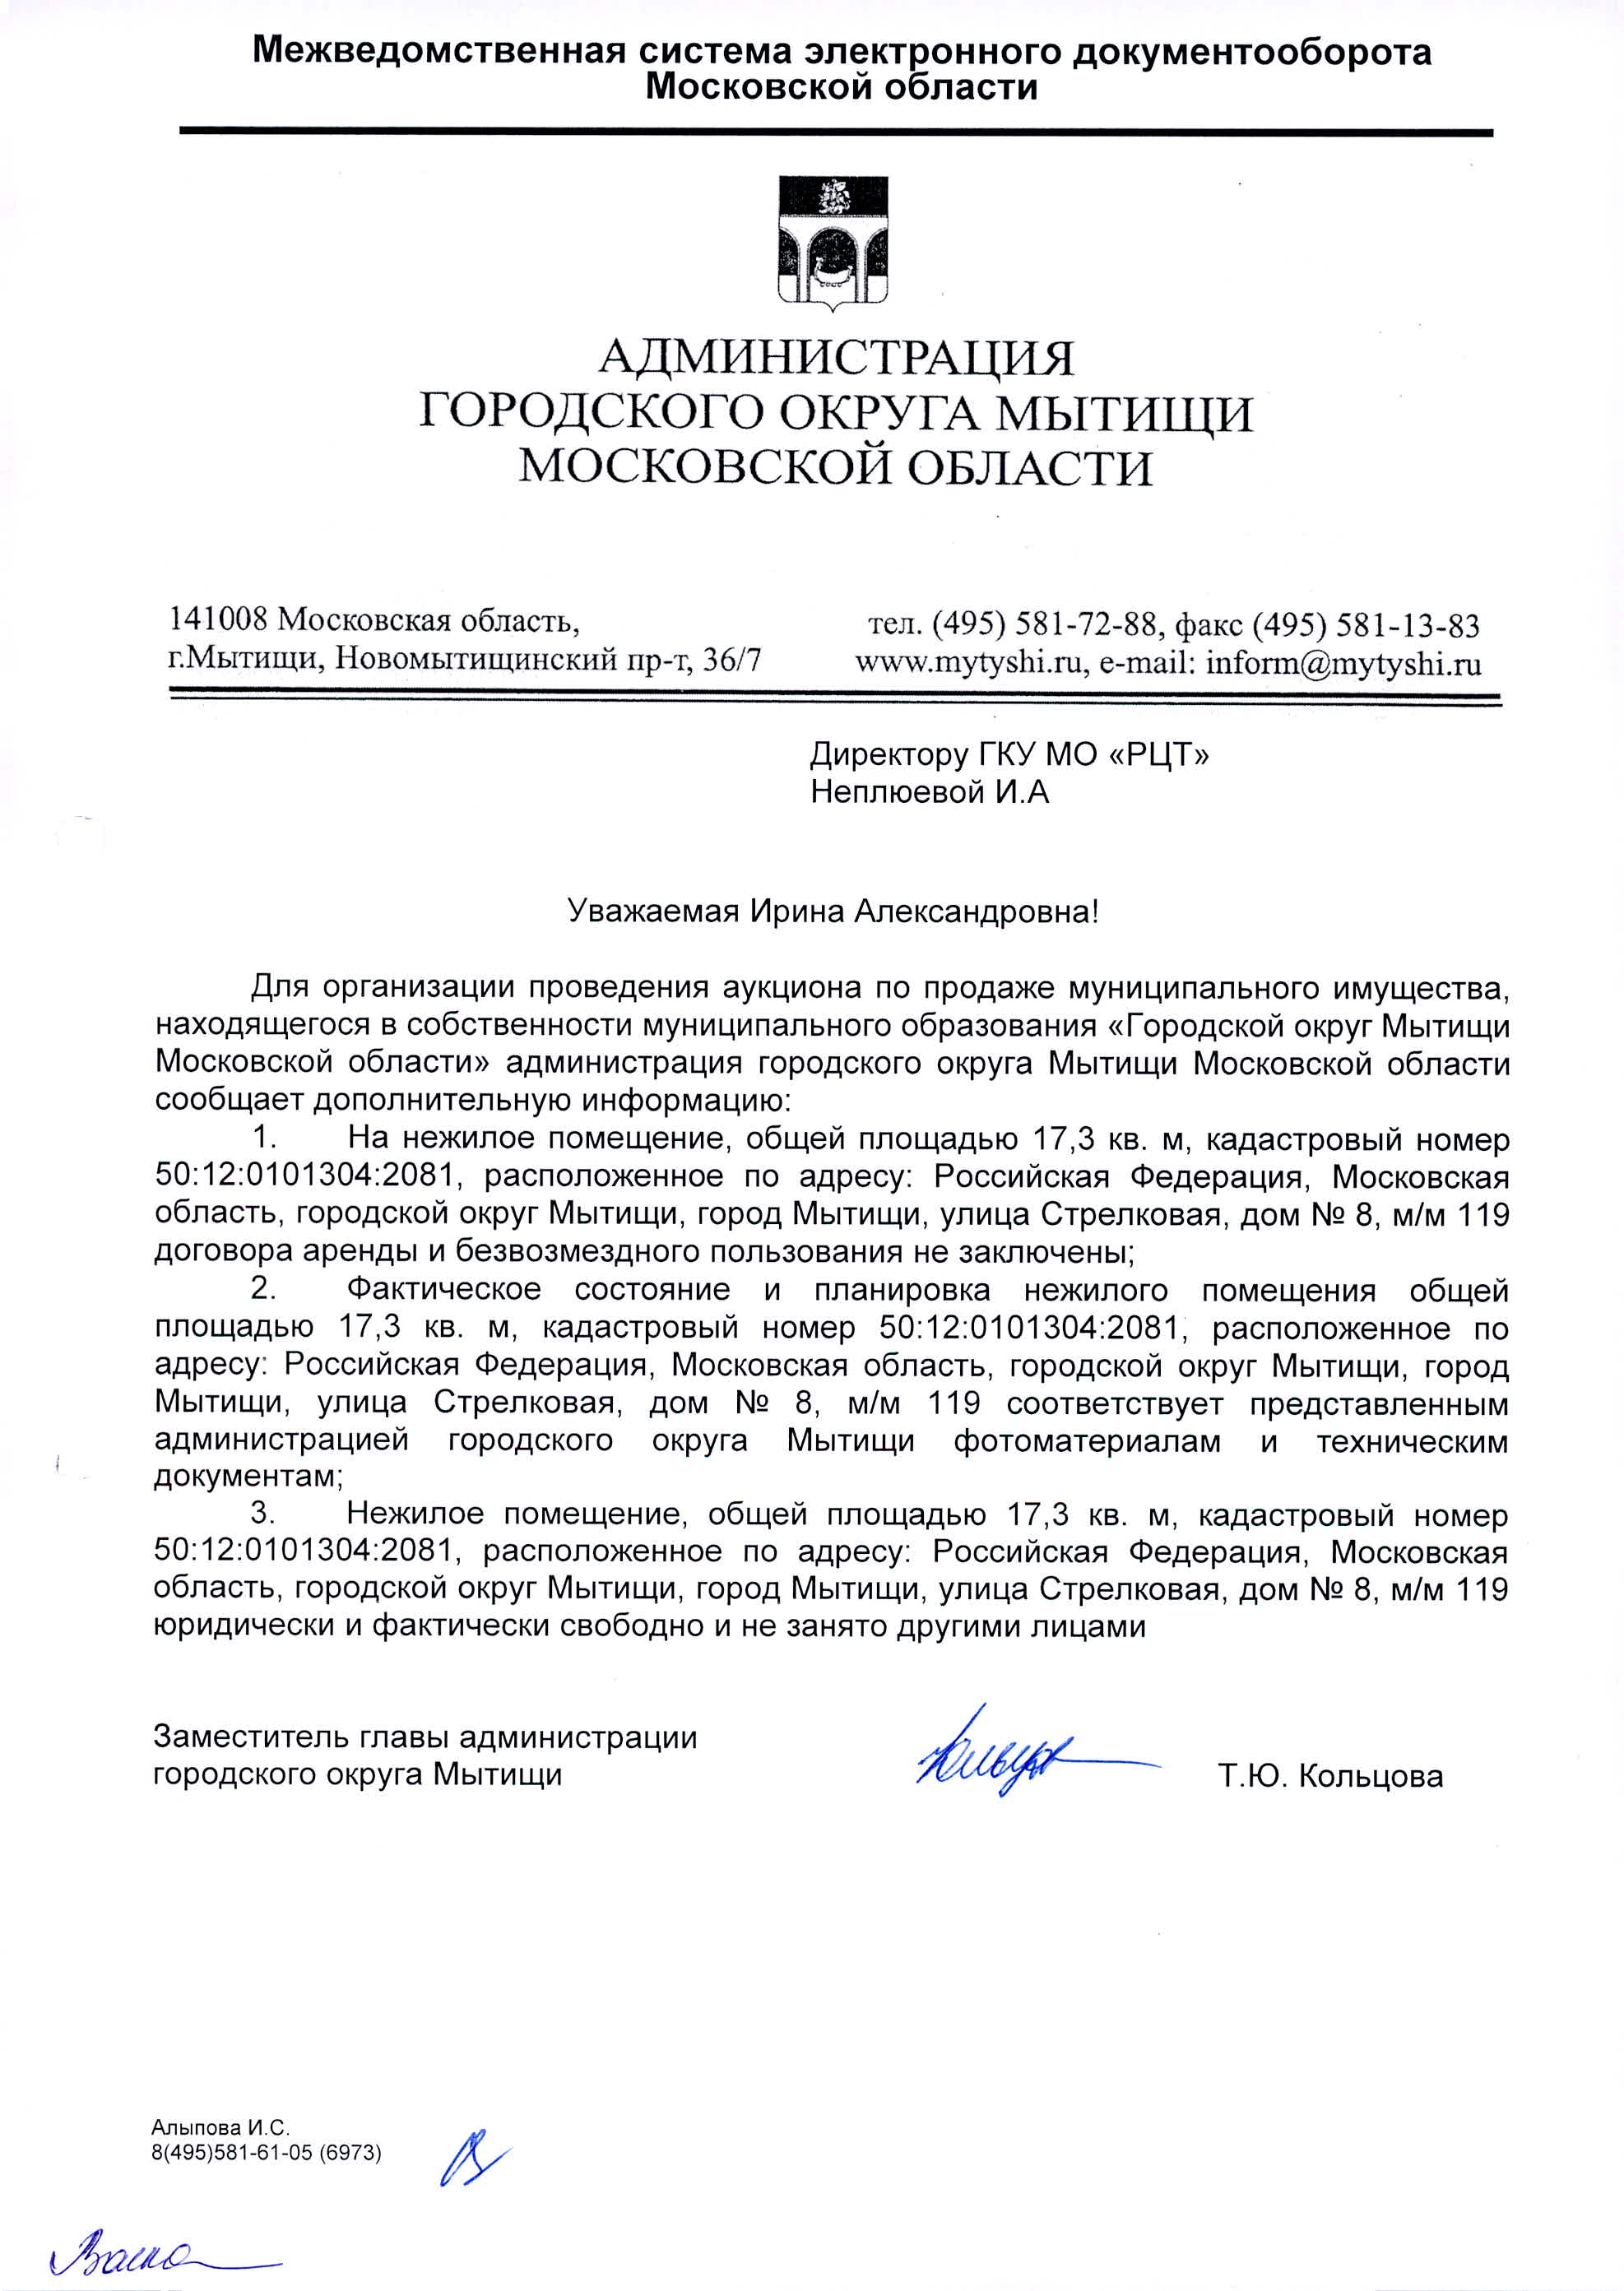 Межведомственная система электронного документооборота
Московской области
АДМИНИСТРАЦИЯ
ГОРОДСКОГО ОКРУГА МЫТИЩИ
МОСКОВСКОЙ ОБЛАСТИ
141008 Московская область,
г.Мытищи, Новомытищинский пр-т, 36/7
тел. (495) 581-72-88, факс (495) 581-13-83
www.mytyshi.ru, e-mail: inform@mytyshi.ru
Директору ГКУ МО «РЦТ»
Неплюевой И.А
Уважаемая Ирина Александровна!
Для организации проведения аукциона по продаже муниципального имущества,
находящегося в собственности муниципального образования «Городской округ Мытищи
Московской области» администрация городского округа Мытищи Московской области
сообщает дополнительную информацию:
1. На нежилое помещение, общей площадью 17,3 кв. м, кадастровый номер
50:12:0101304:2081, расположенное по адресу: Российская Федерация, Московская
область, городской округ Мытищи, город Мытищи, улица Стрелковая, дом № 8, м/м 119
договора аренды и безвозмездного пользования не заключены;
2. Фактическое состояние и планировка нежилого помещения общей
площадью 17,3 кв. м, кадастровый номер 50:12:0101304:2081, расположенное по
адресу: Российская Федерация, Московская область, городской округ Мытищи, город
Мытищи, улица Стрелковая, дом № 8, м/м 119 соответствует представленным
администрацией городского округа Мытищи фотоматериалам и техническим
документам;
3. Нежилое помещение, общей площадью 17,3 кв. м, кадастровый номер
50:12:0101304:2081, расположенное по адресу: Российская Федерация, Московская
область, городской округ Мытищи, город Мытищи, улица Стрелковая, дом № 8, м/м 119
юридически и фактически свободно и не занято другими лицами
Заместитель главы администрации
городского округа Мытищи
Т.Ю. Кольцова
Алыпова И.С.
8(495)581-61-05 (6973)